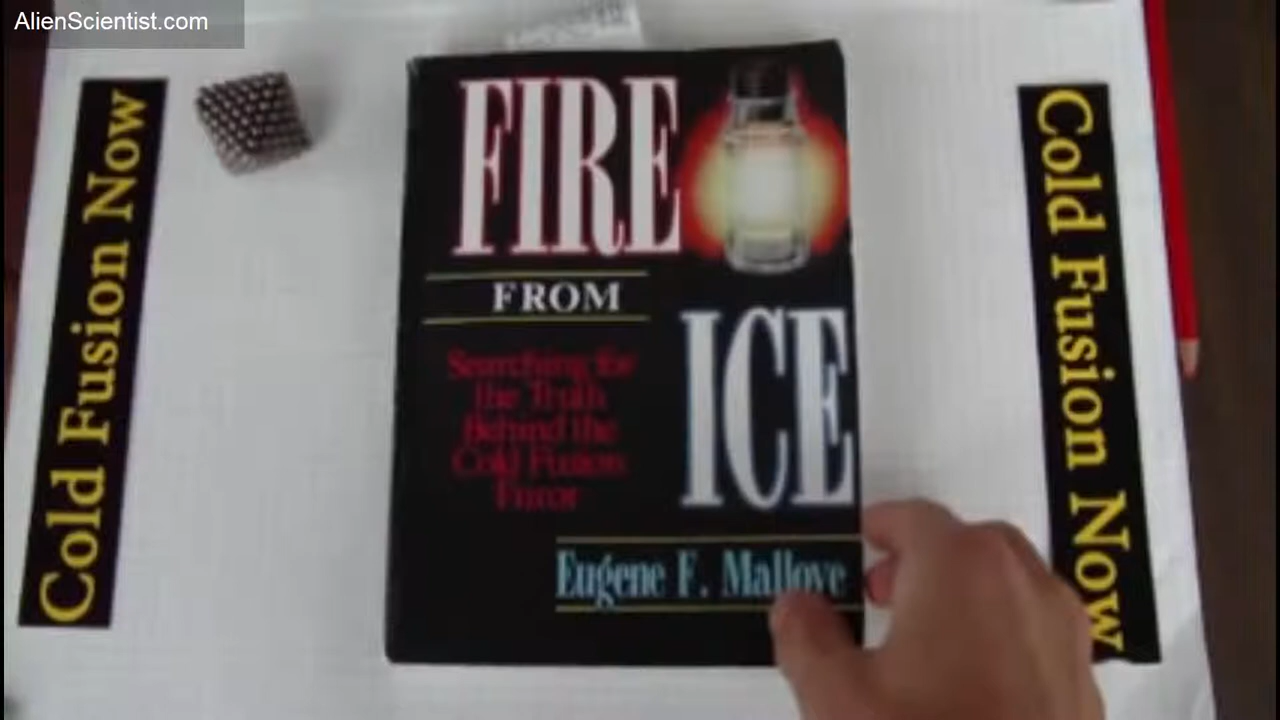 AlienScientist.com
Cold Fusion Now
FIRE
FROM
ICE
Searching for
the Truth
Behind the
Cold Fusion
Furor
Eugene F. Mallove
Cold Fusion Now